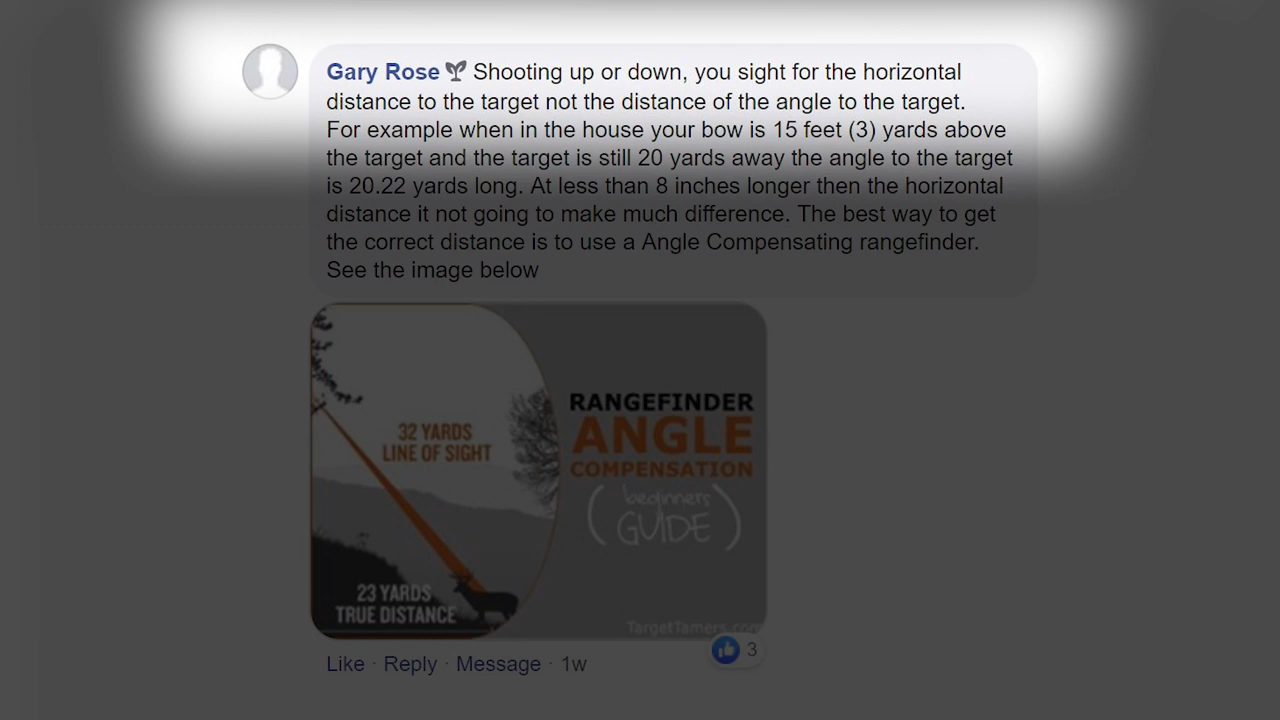 Gary Rose Shooting up or down, you sight for the horizontal
distance to the target not the distance of the angle to the target.
For example when in the house your bow is 15 feet (3) yards above
the target and the target is still 20 yards away the angle to the target
is 20.22 yards long. At less than 8 inches longer then the horizontal
distance it not going to make much difference. The best way to get
the correct distance is to use a Angle Compensating rangefinder.
See the image below
32 YARDS
LINE OF SIGHT
23 YARDS
TRUE DISTANCE
RANGEFINDER
ANGLE
COMPENSATION
(beginners
GUIDE)
TargetTamers.com
3
Like · Reply · Message · 1w